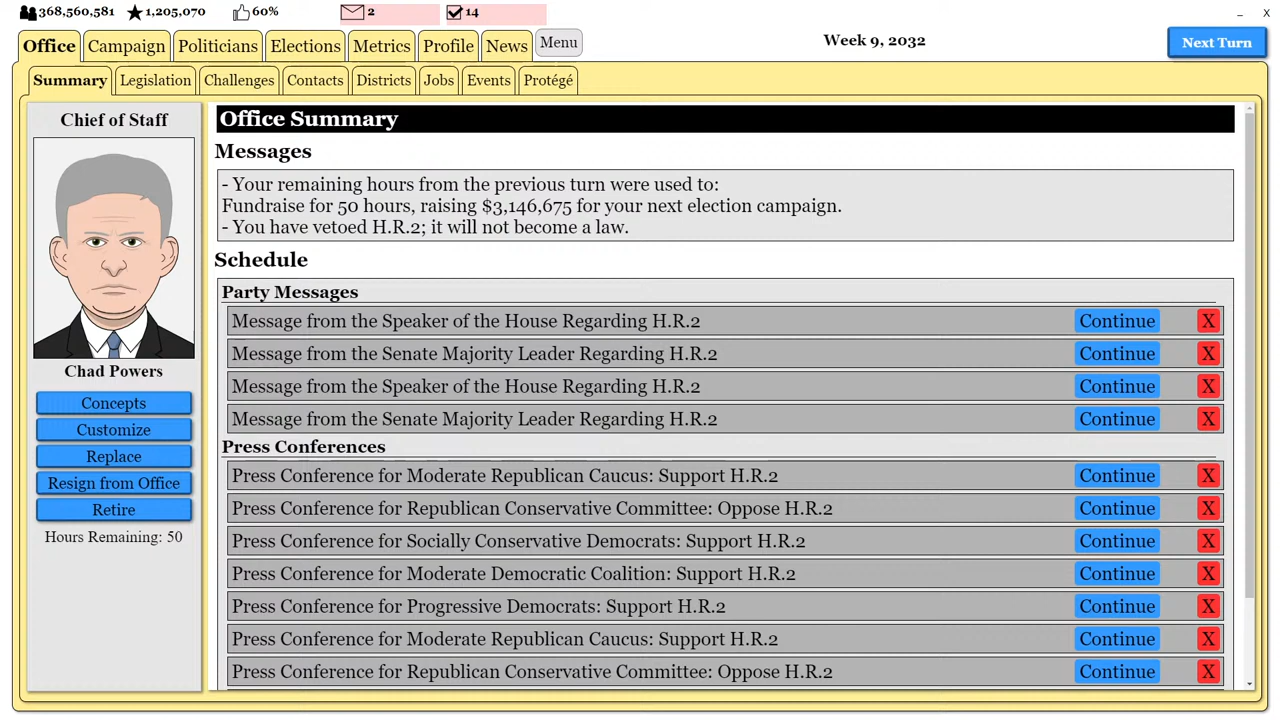 368,560,581 1,205,070 60% 2 14 _ X
Office Campaign Politicians Elections Metrics Profile News Menu Week 9, 2032 Next Turn
Summary Legislation Challenges Contacts Districts Jobs Events Protégé
Chief of Staff
Chad Powers
Concepts
Customize
Replace
Resign from Office
Retire
Hours Remaining: 50
Office Summary
Messages
- Your remaining hours from the previous turn were used to:
Fundraise for 50 hours, raising $3,146,675 for your next election campaign.
- You have vetoed H.R.2; it will not become a law.
Schedule
Party Messages
Message from the Speaker of the House Regarding H.R.2 Continue X
Message from the Senate Majority Leader Regarding H.R.2 Continue X
Message from the Speaker of the House Regarding H.R.2 Continue X
Message from the Senate Majority Leader Regarding H.R.2 Continue X
Press Conferences
Press Conference for Moderate Republican Caucus: Support H.R.2 Continue X
Press Conference for Republican Conservative Committee: Oppose H.R.2 Continue X
Press Conference for Socially Conservative Democrats: Support H.R.2 Continue X
Press Conference for Moderate Democratic Coalition: Support H.R.2 Continue X
Press Conference for Progressive Democrats: Support H.R.2 Continue X
Press Conference for Moderate Republican Caucus: Support H.R.2 Continue X
Press Conference for Republican Conservative Committee: Oppose H.R.2 Continue X